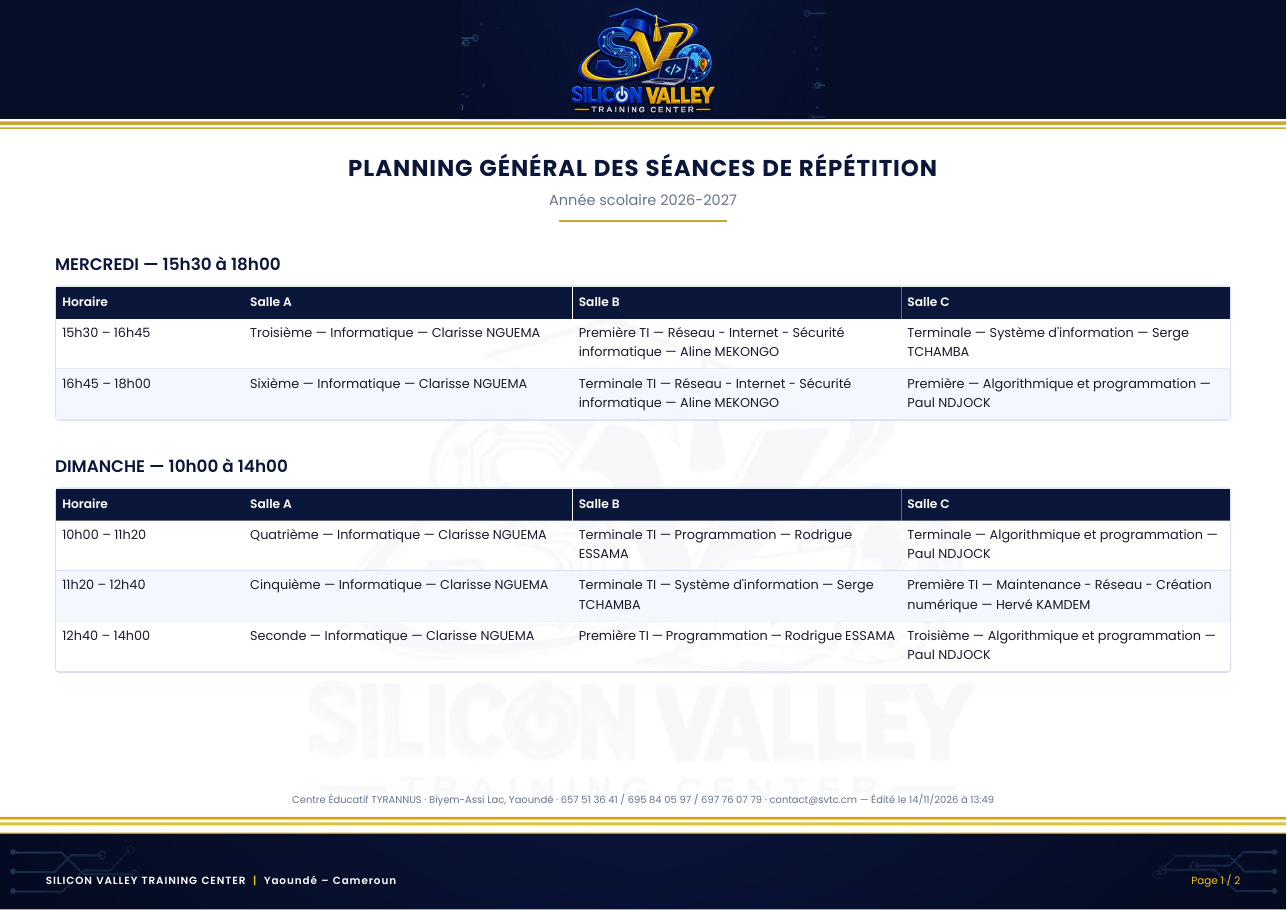 SV
</>
SILICON VALLEY
TRAINING CENTER
PLANNING GÉNÉRAL DES SÉANCES DE RÉPÉTITION
Année scolaire 2026-2027
MERCREDI — 15h30 à 18h00
Horaire Salle A Salle B Salle C
15h30 – 16h45 Troisième — Informatique — Clarisse NGUEMA Première TI — Réseau - Internet - Sécurité Terminale — Système d'information — Serge
informatique — Aline MEKONGO TCHAMBA
16h45 – 18h00 Sixième — Informatique — Clarisse NGUEMA Terminale TI — Réseau - Internet - Sécurité Première — Algorithmique et programmation —
informatique — Aline MEKONGO Paul NDJOCK
DIMANCHE — 10h00 à 14h00
Horaire Salle A Salle B Salle C
10h00 – 11h20 Quatrième — Informatique — Clarisse NGUEMA Terminale TI — Programmation — Rodrigue Terminale — Algorithmique et programmation —
ESSAMA Paul NDJOCK
11h20 – 12h40 Cinquième — Informatique — Clarisse NGUEMA Terminale TI — Système d'information — Serge Première TI — Maintenance - Réseau - Création
TCHAMBA numérique — Hervé KAMDEM
12h40 – 14h00 Seconde — Informatique — Clarisse NGUEMA Première TI — Programmation — Rodrigue ESSAMA Troisième — Algorithmique et programmation —
Paul NDJOCK
SILICON VALLEY
TRAINING CENTER
Centre Éducatif TYRANNUS · Biyem-Assi Lac, Yaoundé · 657 51 36 41 / 695 84 05 97 / 697 76 07 79 · contact@svtc.cm — Édité le 14/11/2026 à 13:49
SILICON VALLEY TRAINING CENTER | Yaoundé – Cameroun Page 1 / 2